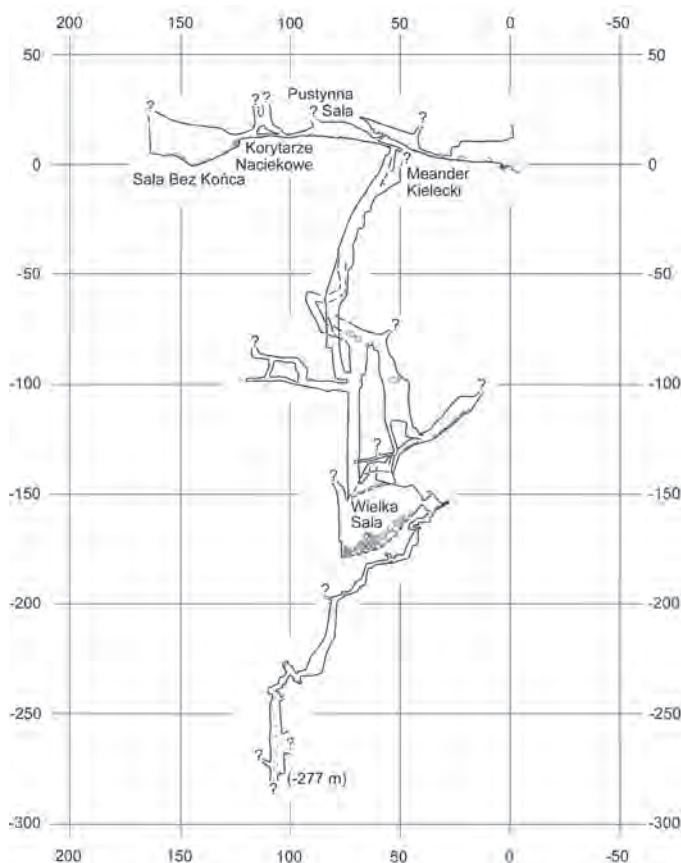 200 150 100 50 0 -50
50 50
? ? ? Pustynna ? ?
Sala
Korytarze
Naciekowe
0 0
Sala Bez Końca
? Meander
Kielecki
-50 -50
? ?
-100 ? -100
?
-150 ? -150
Wielka
Sala
-200 ? -200
-250 -250
? ?
(-277 m)
?
-300 -300
200 150 100 50 0 -50